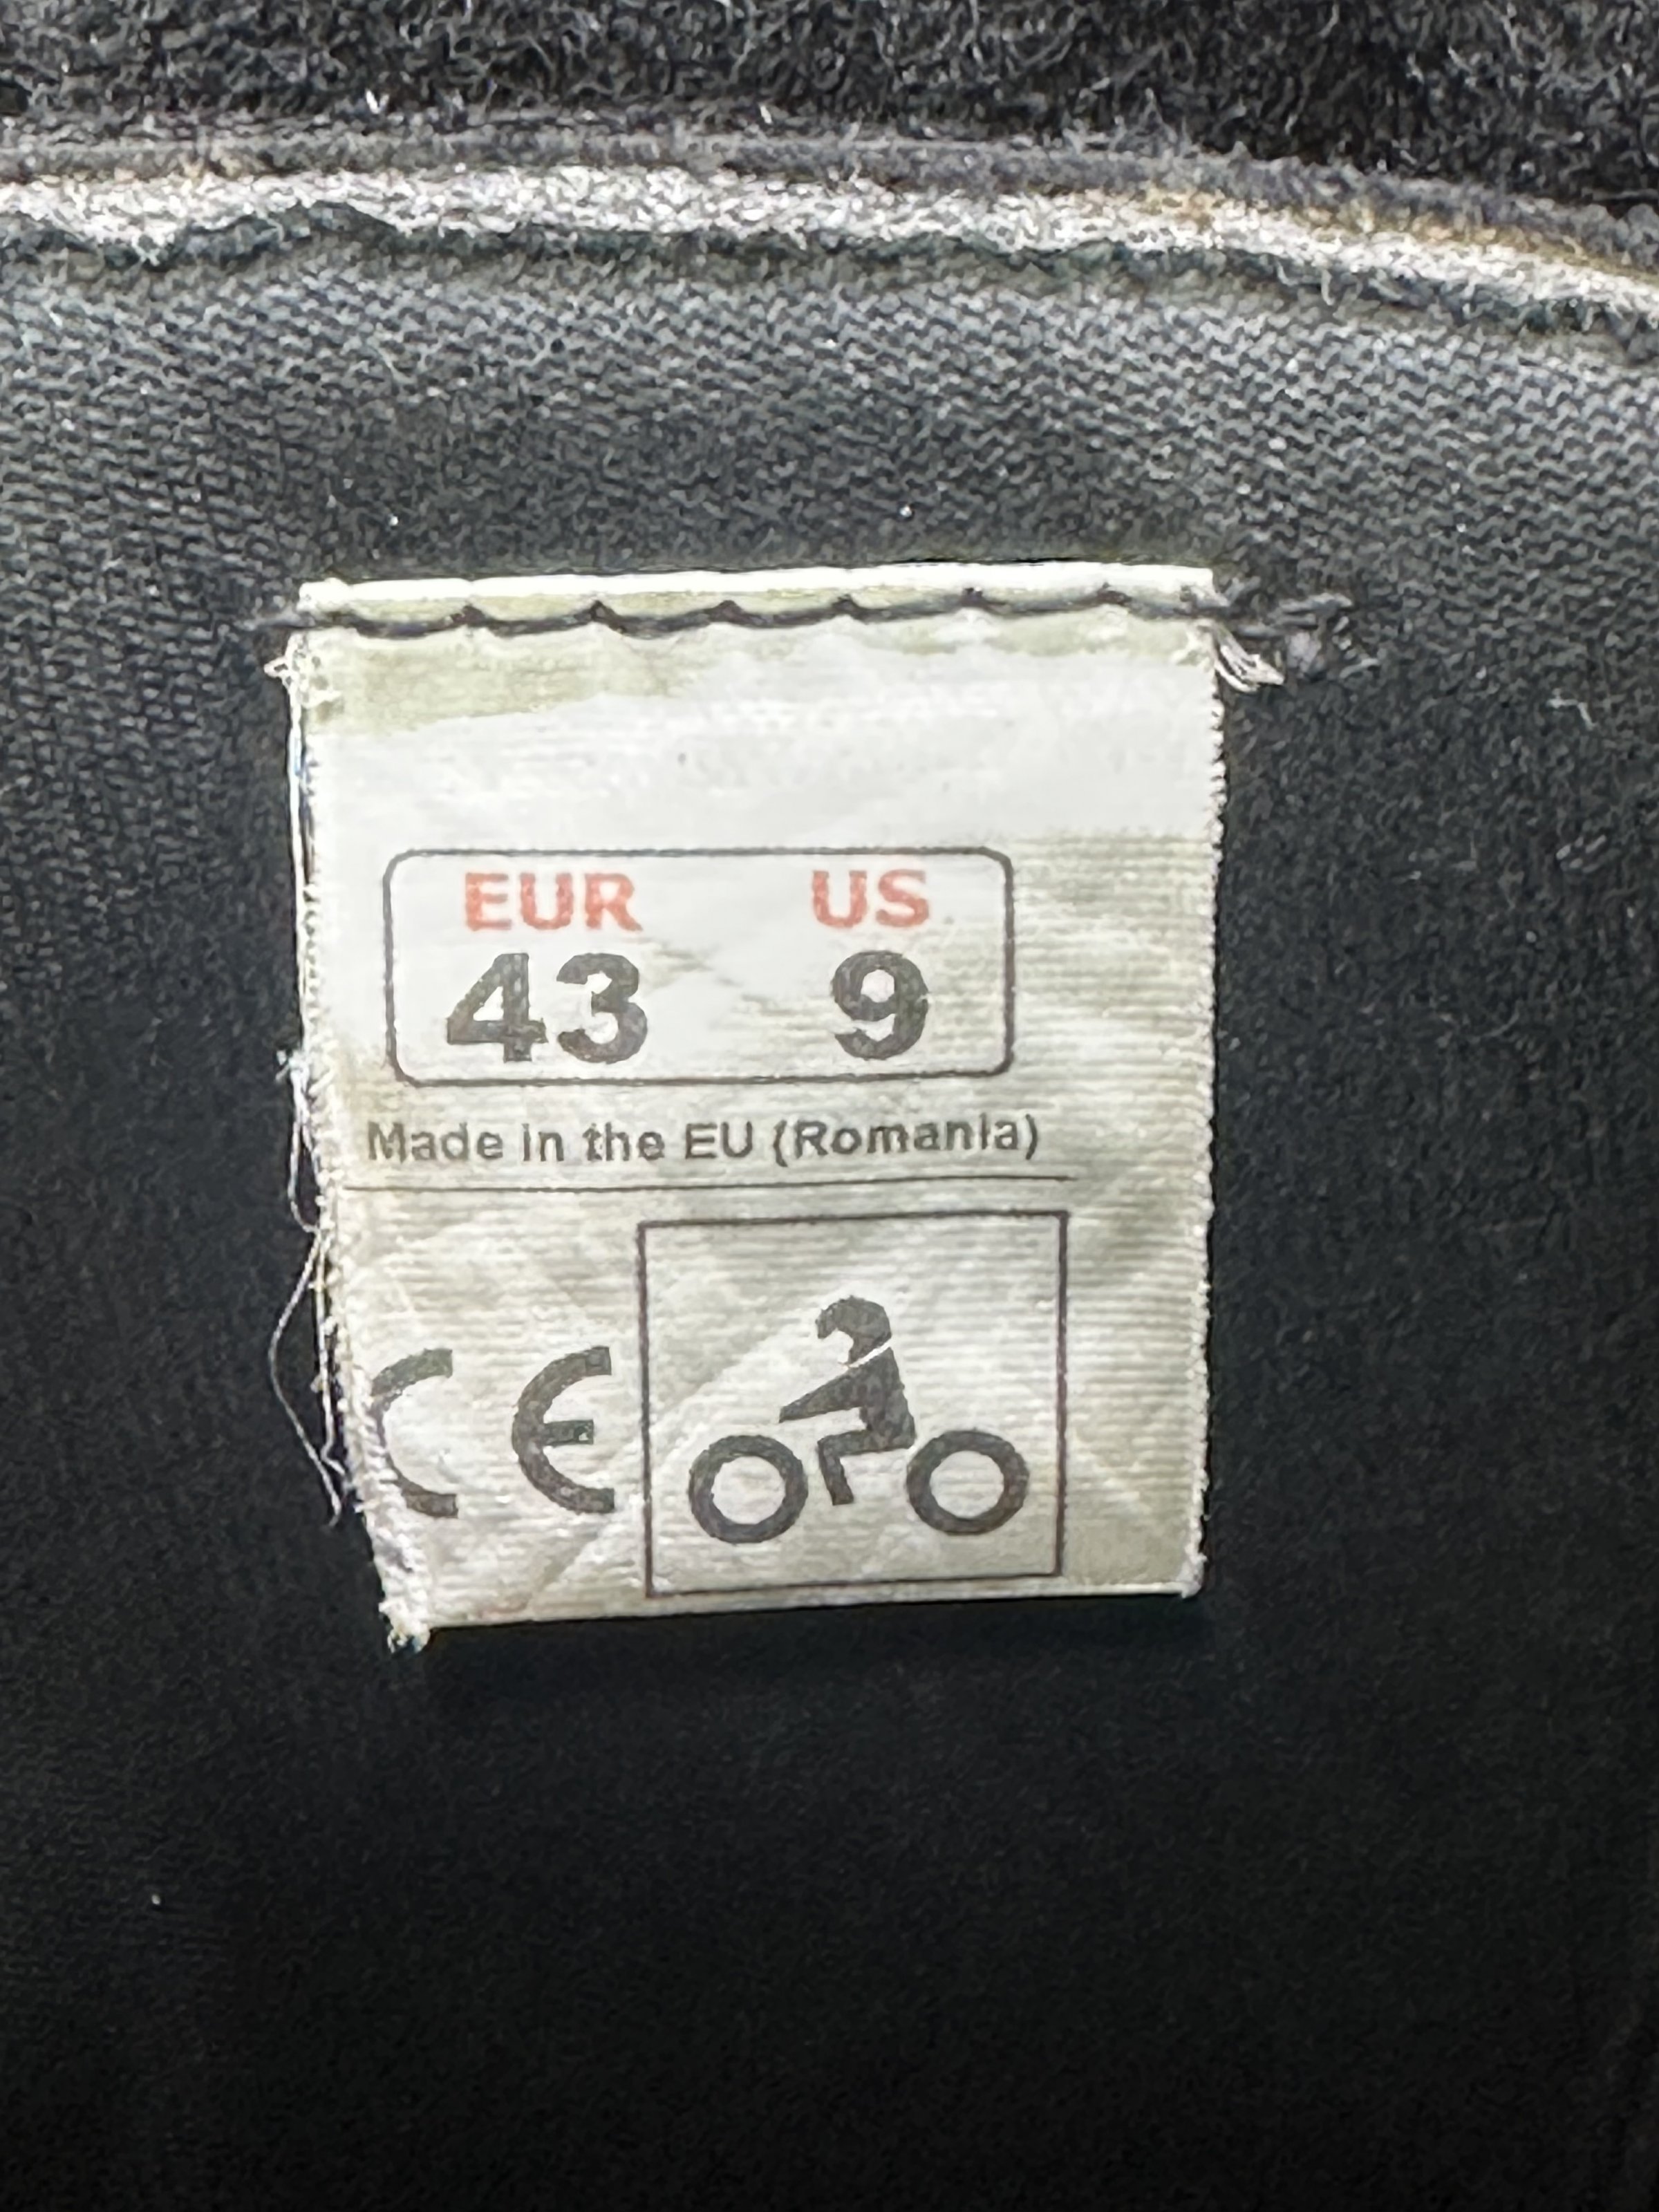 EUR US
43 9
Made in the EU (Romania)
CE